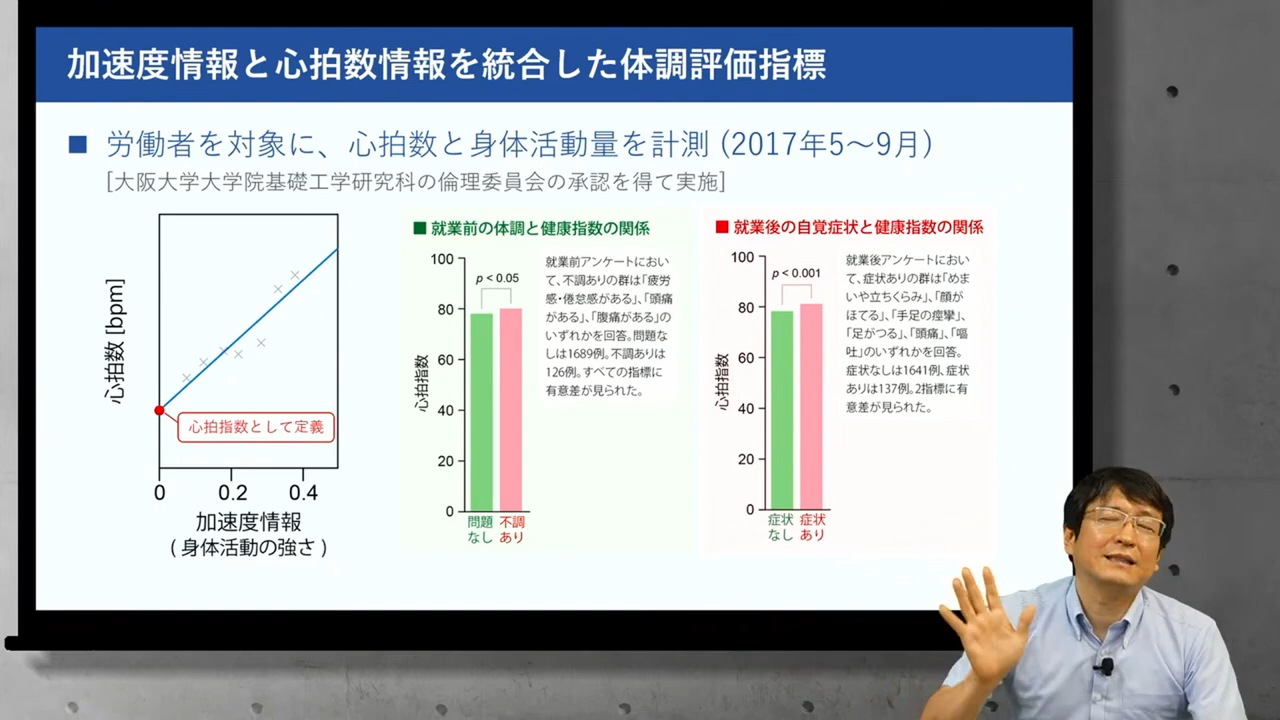 加速度情報と心拍数情報を統合した体調評価指標
■ 労働者を対象に、心拍数と身体活動量を計測 (2017年5〜9月)
[大阪大学大学院基礎工学研究科の倫理委員会の承認を得て実施]
心拍数 [bpm]
心拍指数として定義
0 0.2 0.4
加速度情報
( 身体活動の強さ )
■ 就業前の体調と健康指数の関係
心拍指数
100
80
60
40
20
0
p < 0.05
問題なし
不調あり
就業前アンケートにおい
て、不調ありの群は「疲労
感・倦怠感がある」、「頭痛
がある」、「腹痛がある」の
いずれかを回答。問題な
しは1689例。不調ありは
126例。すべての指標に
有意差が見られた。
■ 就業後の自覚症状と健康指数の関係
心拍指数
100
80
60
40
20
0
p < 0.001
症状なし
症状あり
就業後アンケートにおい
て、症状ありの群は「めま
いや立ちくらみ」、「顔が
ほてる」、「手足の痙攣」、
「足がつる」、「頭痛」、「嘔
吐」のいずれかを回答。
症状なしは1641例、症状
ありは137例。2指標に有
意差が見られた。